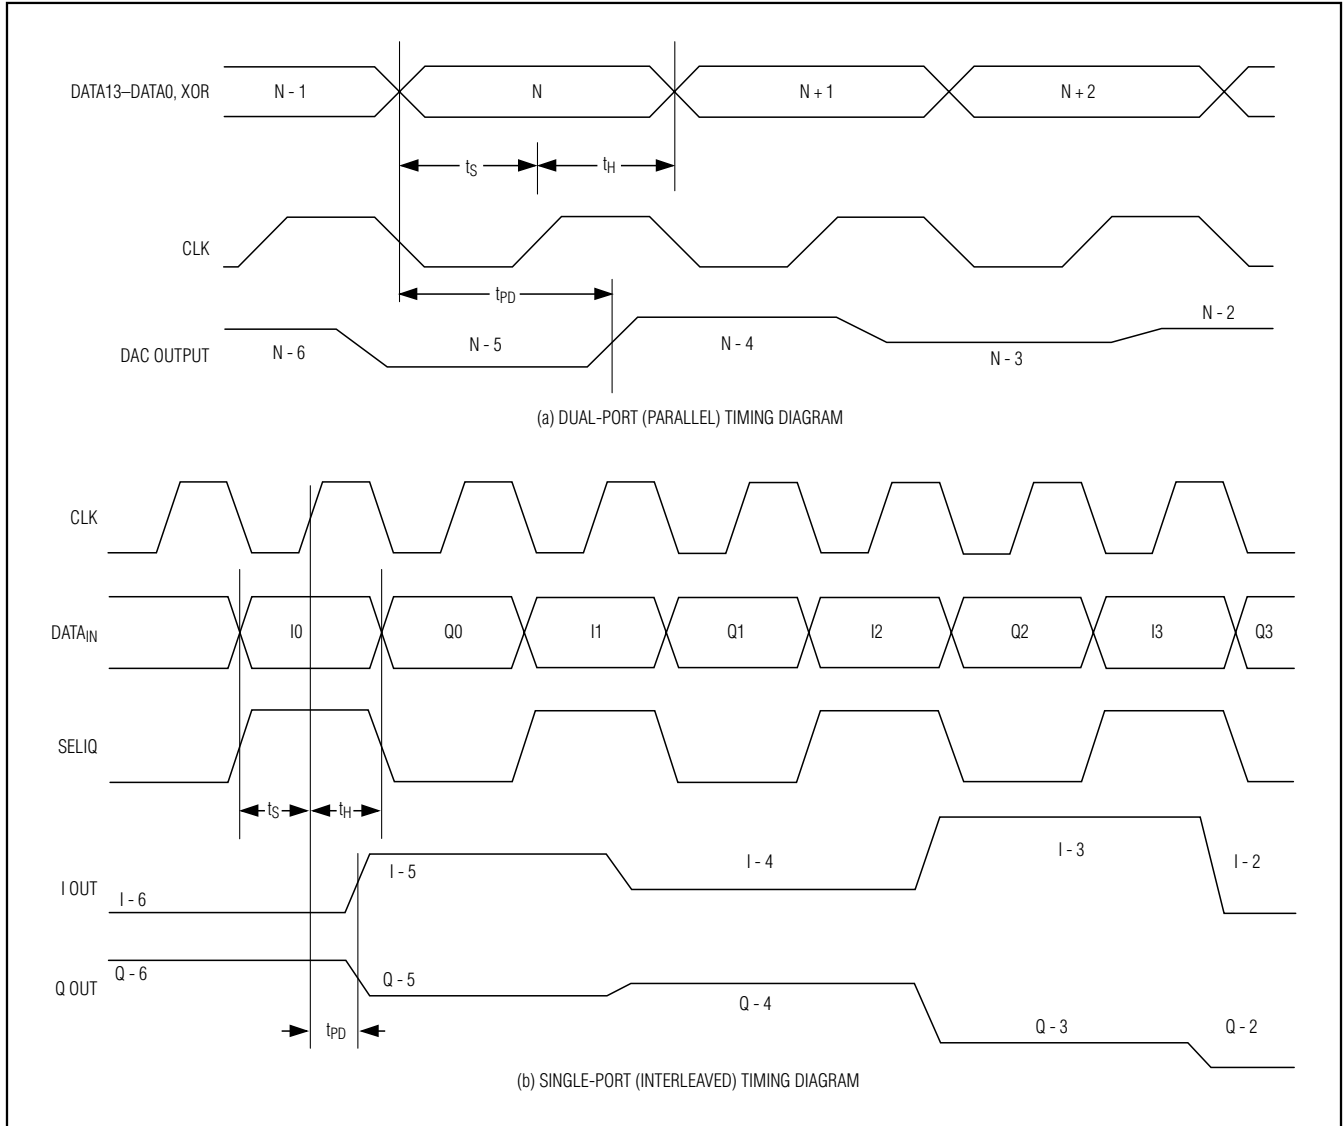 DATA13–DATA0, XOR N - 1 N N + 1 N + 2
tS tH
CLK
tPD
DAC OUTPUT N - 6 N - 5 N - 4 N - 3 N - 2
(a) DUAL-PORT (PARALLEL) TIMING DIAGRAM
CLK
DATAIN I0 Q0 I1 Q1 I2 Q2 I3 Q3
SELIQ
tS tH
I OUT I - 6 I - 5 I - 4 I - 3 I - 2
Q OUT Q - 6 Q - 5 Q - 4 Q - 3 Q - 2
tPD
(b) SINGLE-PORT (INTERLEAVED) TIMING DIAGRAM